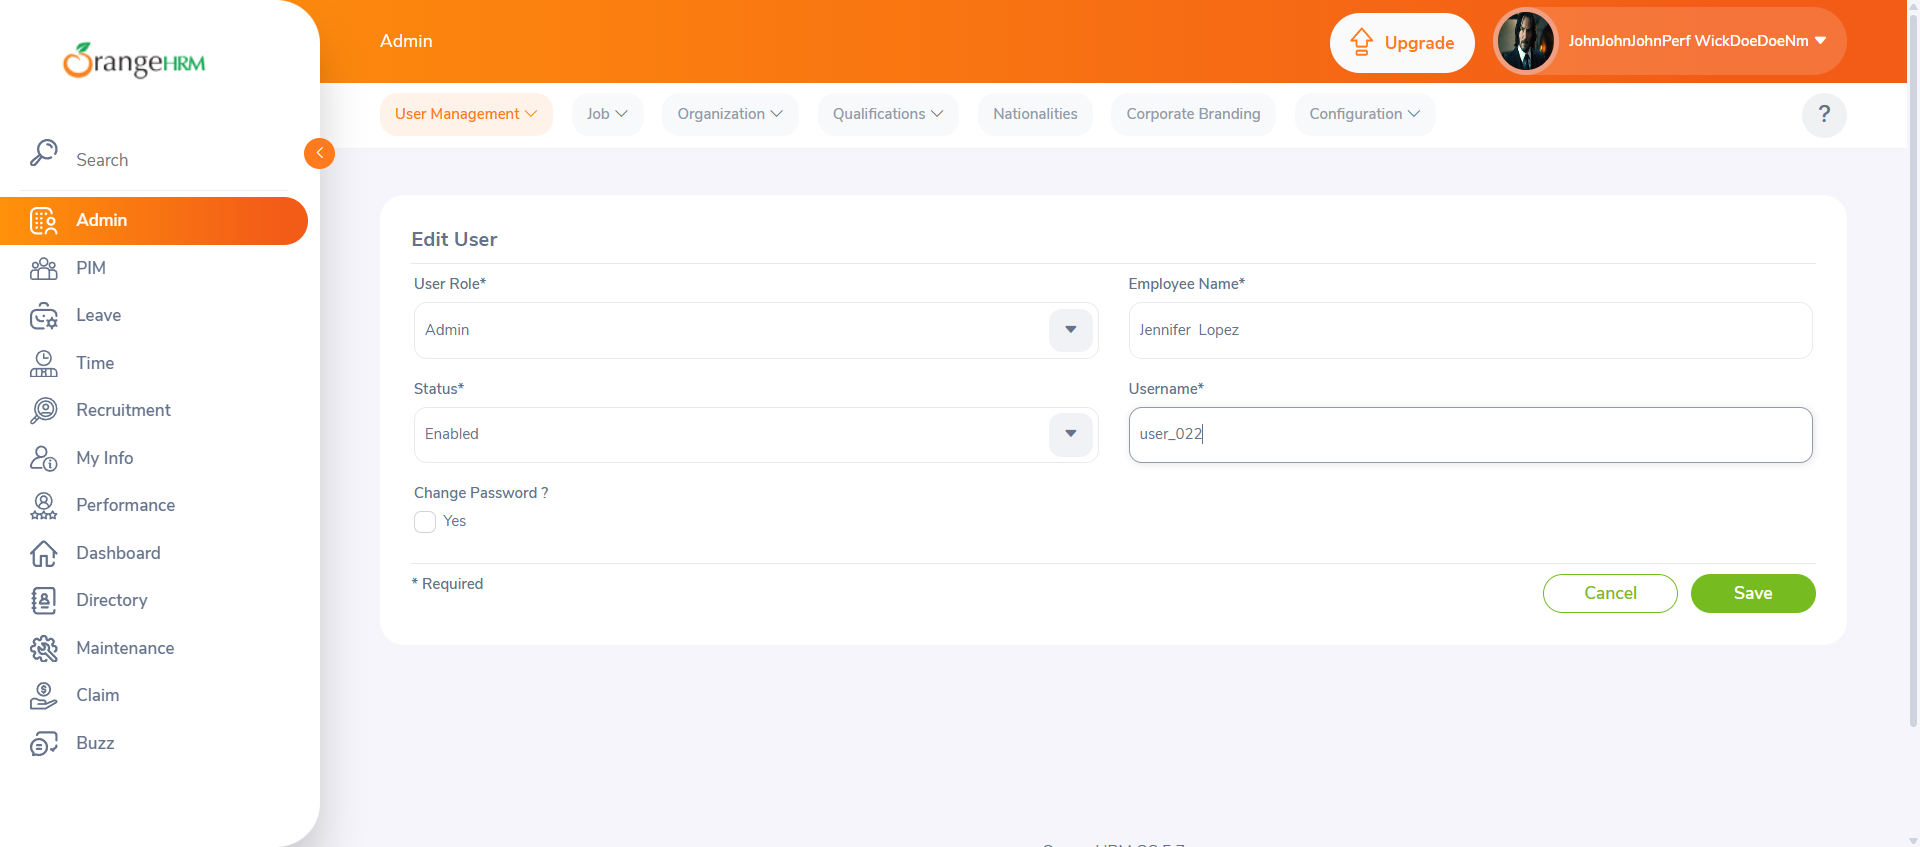 OrangeHRM
Search
Admin
PIM
Leave
Time
Recruitment
My Info
Performance
Dashboard
Directory
Maintenance
Claim
Buzz
Admin
Upgrade
JohnJohnJohnPerf WickDoeDoeNm
User Management
Job
Organization
Qualifications
Nationalities
Corporate Branding
Configuration
?
Edit User
User Role*
Admin
Employee Name*
Jennifer  Lopez
Status*
Enabled
Username*
user_022
Change Password ?
Yes
* Required
Cancel
Save